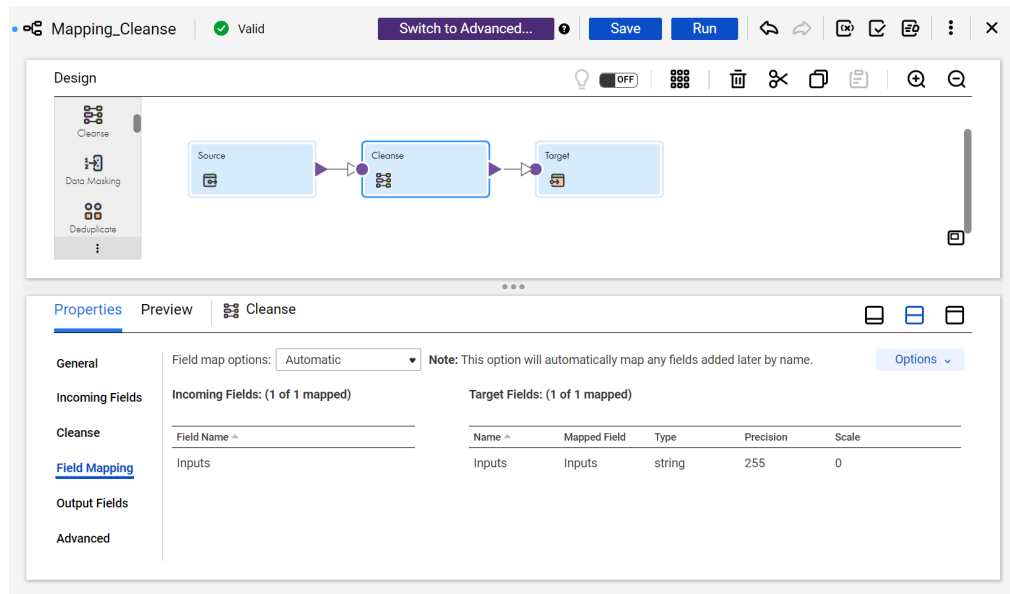 Mapping_Cleanse
Valid
Switch to Advanced...
?
Save
Run
Design
OFF
Cleanse
Data Masking
Deduplicate
Source
Cleanse
Target
Properties
Preview
Cleanse
General
Incoming Fields
Cleanse
Field Mapping
Output Fields
Advanced
Field map options: Automatic Note: This option will automatically map any fields added later by name.
Options
Incoming Fields: (1 of 1 mapped)
Field Name
Inputs
Target Fields: (1 of 1 mapped)
Name Mapped Field Type Precision Scale
Inputs Inputs string 255 0